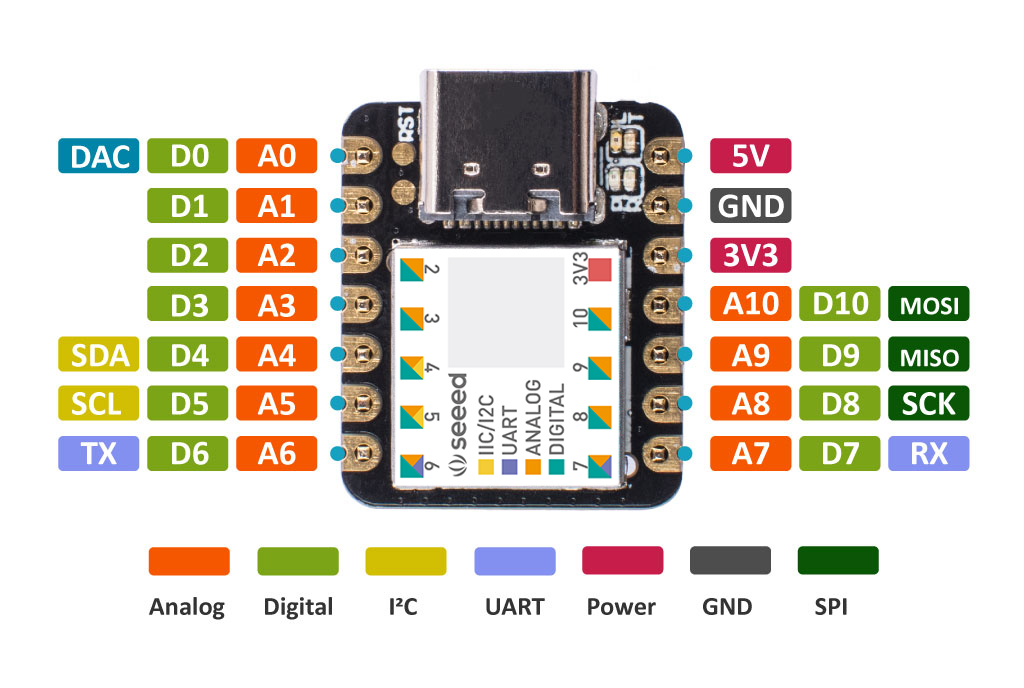 RST
L
T
R
DAC D0 A0 5V
D1 A1 GND
D2 A2 3V3
D3 A3 A10 D10 MOSI
SDA D4 A4 A9 D9 MISO
SCL D5 A5 A8 D8 SCK
TX D6 A6 A7 D7 RX
2
3
4
5
6
3V3
10
9
8
7
seeed
IIC/I2C
UART
ANALOG
DIGITAL
Analog Digital I²C UART Power GND SPI